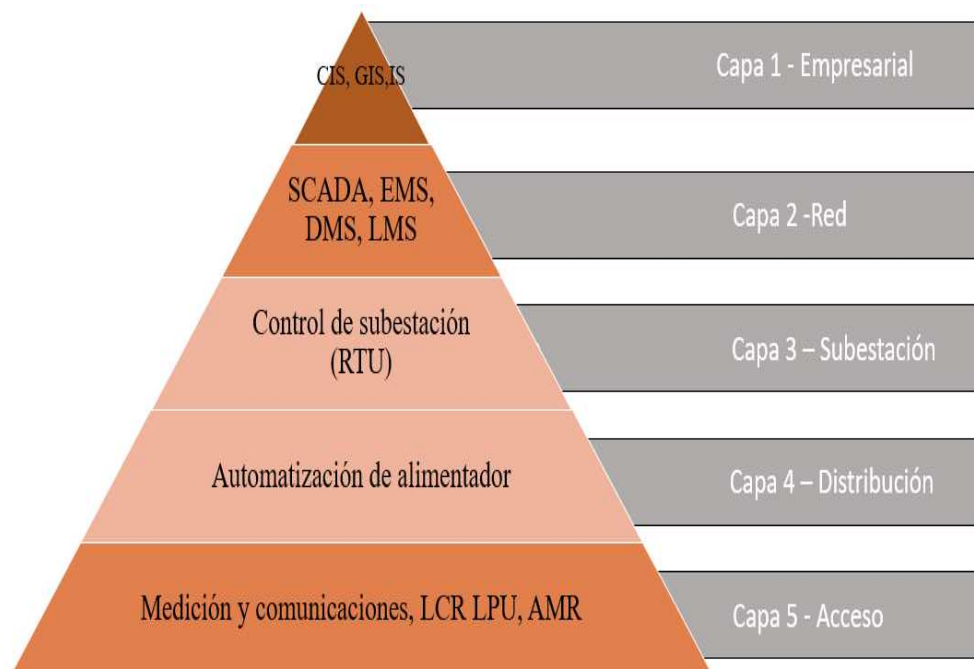 CIS, GIS,IS
Capa 1 - Empresarial
SCADA, EMS,
DMS, LMS
Capa 2 -Red
Control de subestación
(RTU)
Capa 3 – Subestación
Automatización de alimentador
Capa 4 – Distribución
Medición y comunicaciones, LCR LPU, AMR
Capa 5 - Acceso